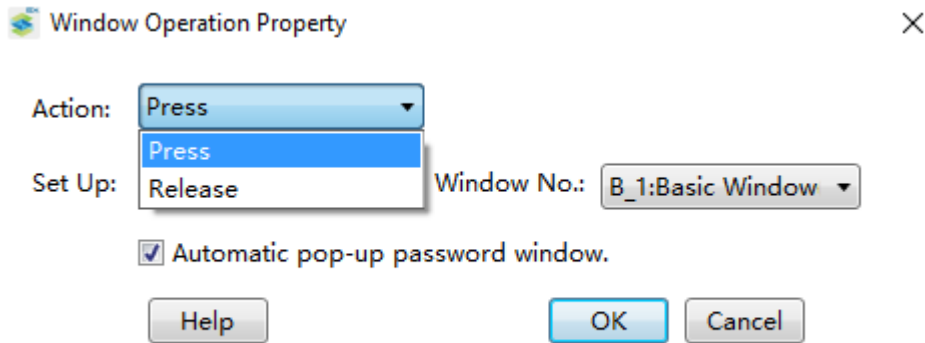 Window Operation Property
Action: Press
Press
Set Up: Release Window No.: B_1:Basic Window
Automatic pop-up password window.
Help OK Cancel